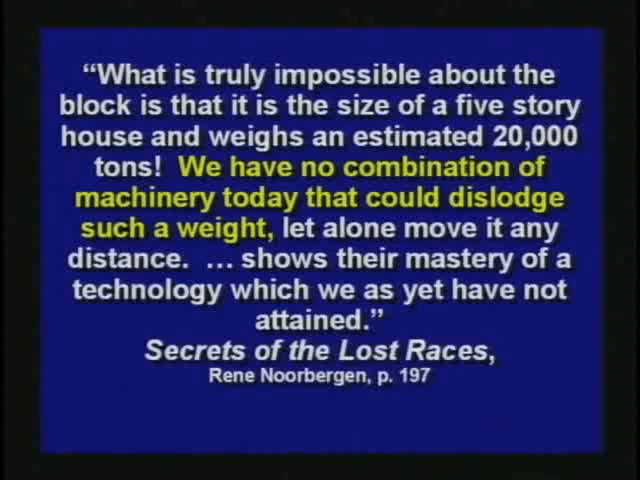 “What is truly impossible about the
block is that it is the size of a five story
house and weighs an estimated 20,000
tons!  We have no combination of
machinery today that could dislodge
such a weight, let alone move it any
distance.  … shows their mastery of a
technology which we as yet have not
attained.”
Secrets of the Lost Races,
Rene Noorbergen, p. 197